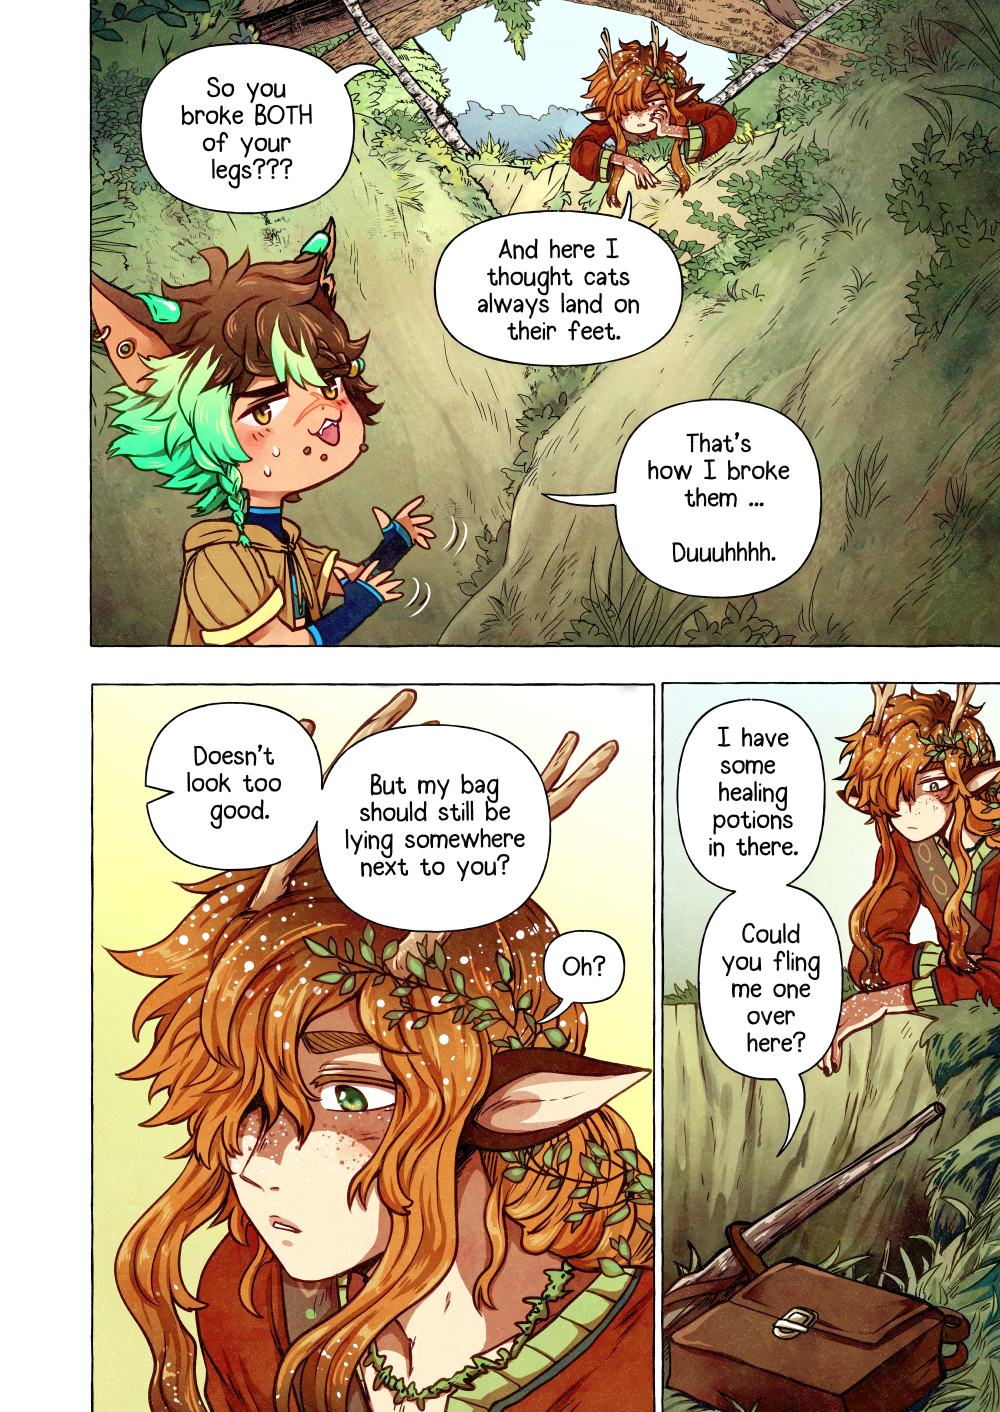 So you
broke BOTH
of your
legs???
And here I
thought cats
always land on
their feet.
That's
how I broke
them ...
Duuuhhhh.
Doesn't
look too
good.
But my bag
should still be
lying somewhere
next to you?
Oh?
I have
some
healing
potions
in there.
Could
you fling
me one
over
here?